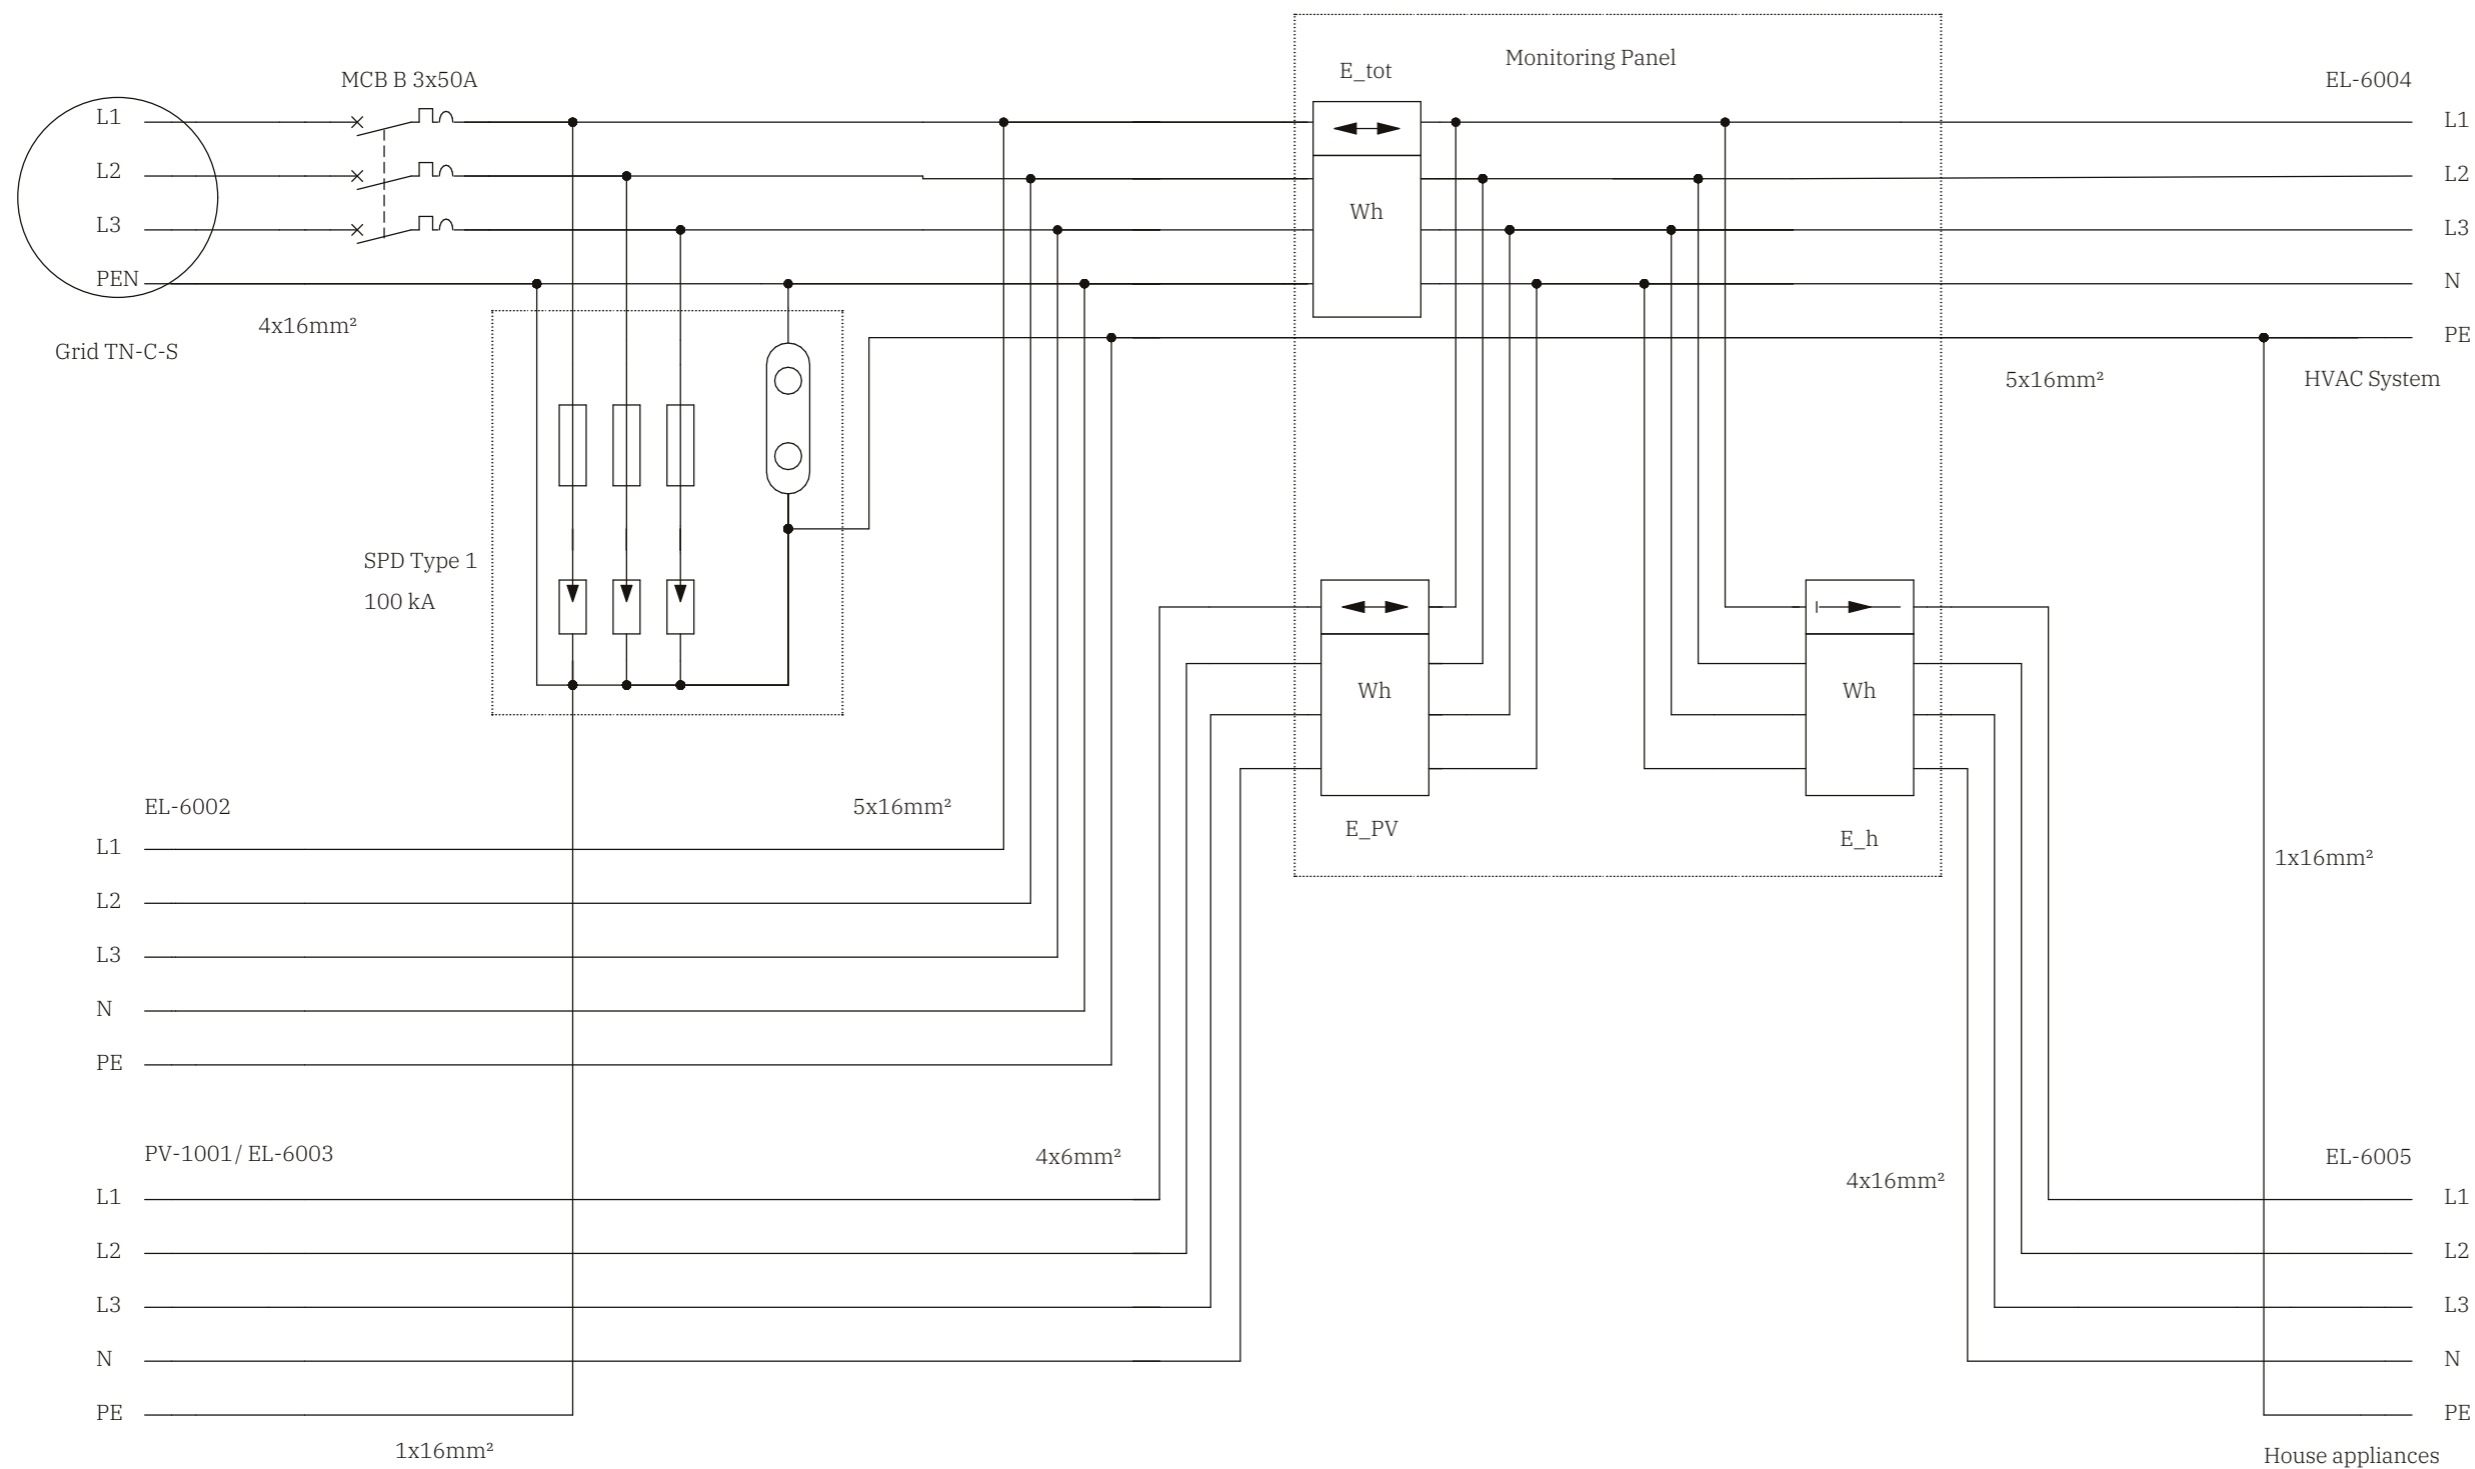 Monitoring Panel
E_tot
MCB B 3x50A
EL-6004
L1
L1
L2
L2
Wh
L3
L3
PEN
N
4x16mm²
PE
Grid TN-C-S
5x16mm²
HVAC System
SPD Type 1
100 kA
Wh
Wh
EL-6002
5x16mm²
E_PV
E_h
L1
1x16mm²
L2
L3
N
PE
PV-1001/ EL-6003
4x6mm²
EL-6005
4x16mm²
L1
L1
L2
L2
L3
L3
N
N
PE
PE
1x16mm²
House appliances